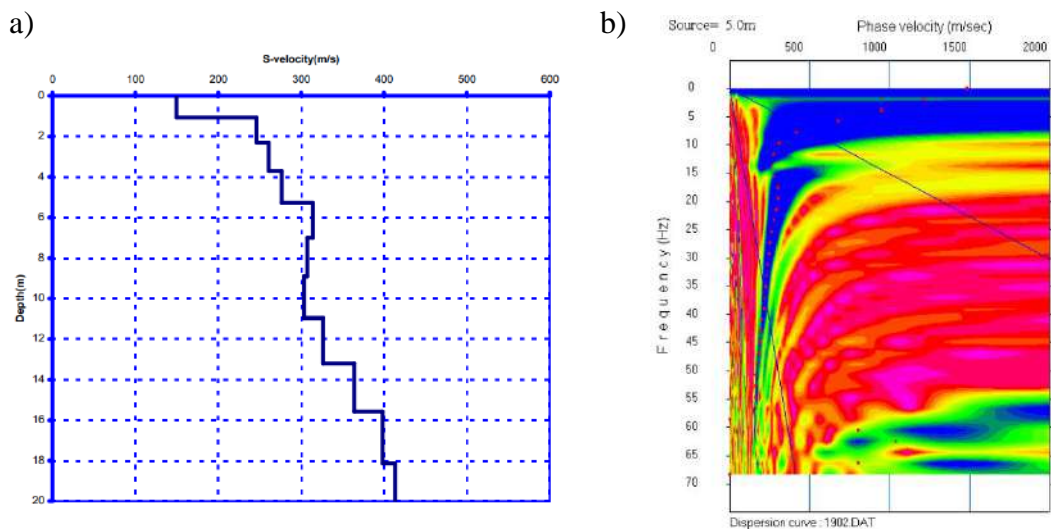 a)
S-velocity(m/s)
0 100 200 300 400 500 600
Depth(m)
0
2
4
6
8
10
12
14
16
18
20
b)
Source= 5.0m Phase velocity (m/sec)
0 500 1000 1500 2000
Frequency (Hz)
0
5
10
15
20
25
30
35
40
45
50
55
60
65
70
Dispersion curve : 1902.DAT